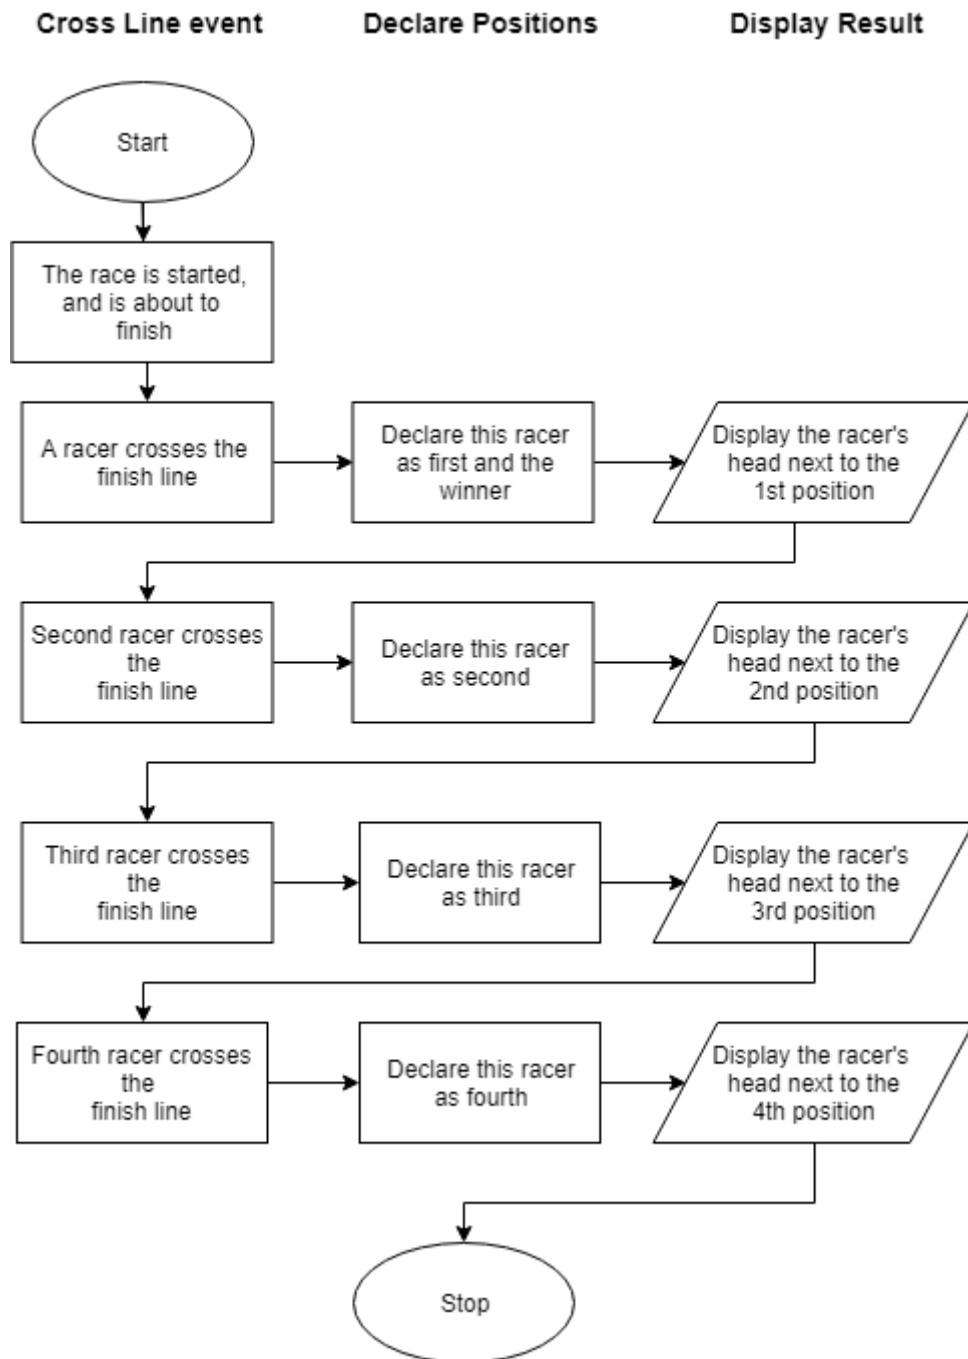 Cross Line event
Declare Positions
Display Result
Start
The race is started,
and is about to
finish
A racer crosses the
finish line
Declare this racer
as first and the
winner
Display the racer's
head next to the
1st position
Second racer crosses
the
finish line
Declare this racer
as second
Display the racer's
head next to the
2nd position
Third racer crosses
the
finish line
Declare this racer
as third
Display the racer's
head next to the
3rd position
Fourth racer crosses
the
finish line
Declare this racer
as fourth
Display the racer's
head next to the
4th position
Stop